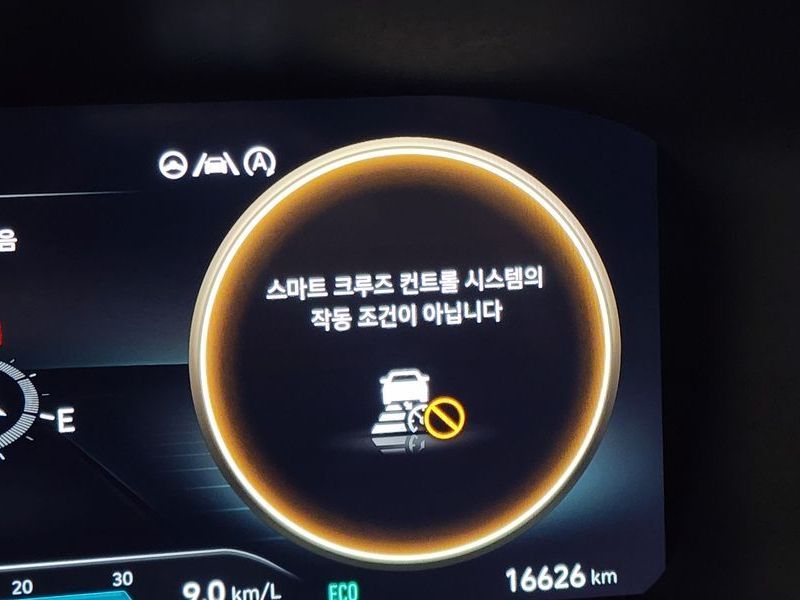 음
스마트 크루즈 컨트롤 시스템의
작동 조건이 아닙니다
E
20 30
9.0 km/L ECO 16626 km